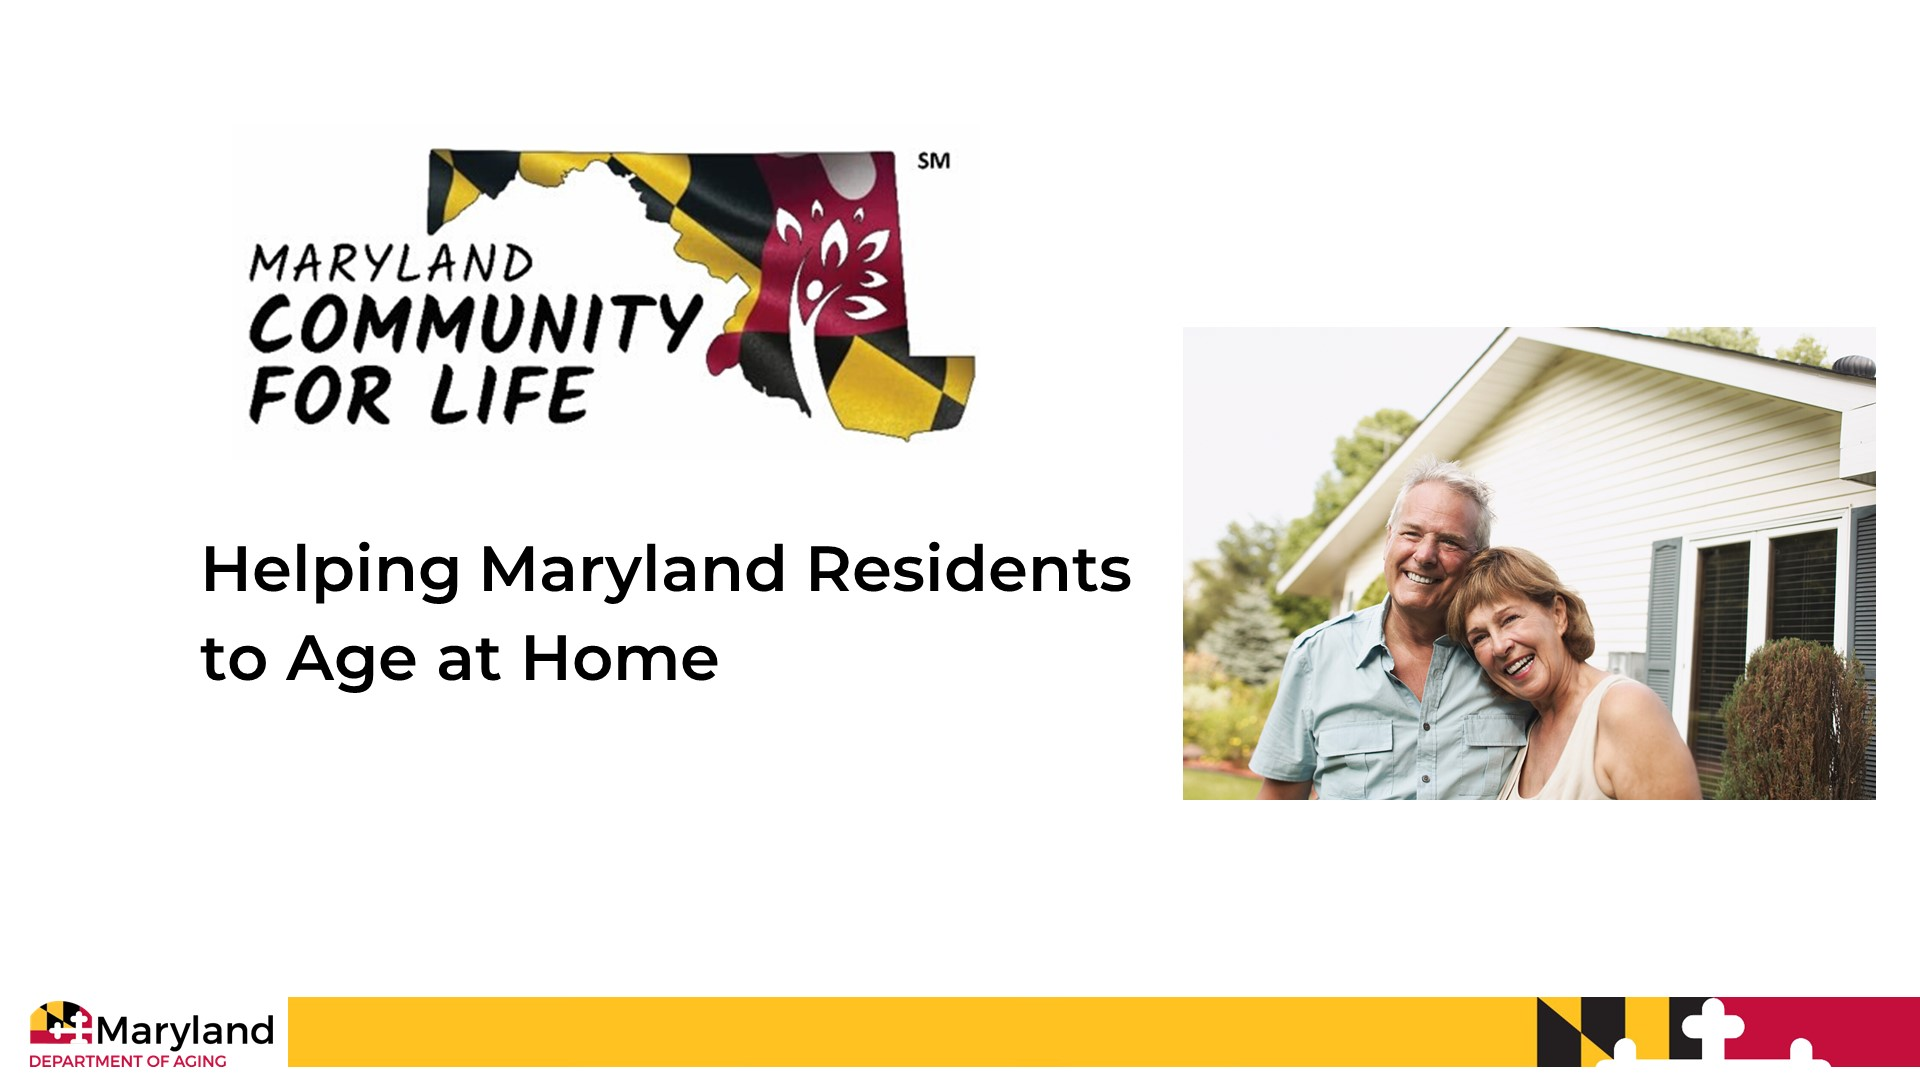 SM
MARYLAND
COMMUNITY
FOR LIFE
Helping Maryland Residents
to Age at Home
Maryland
DEPARTMENT OF AGING